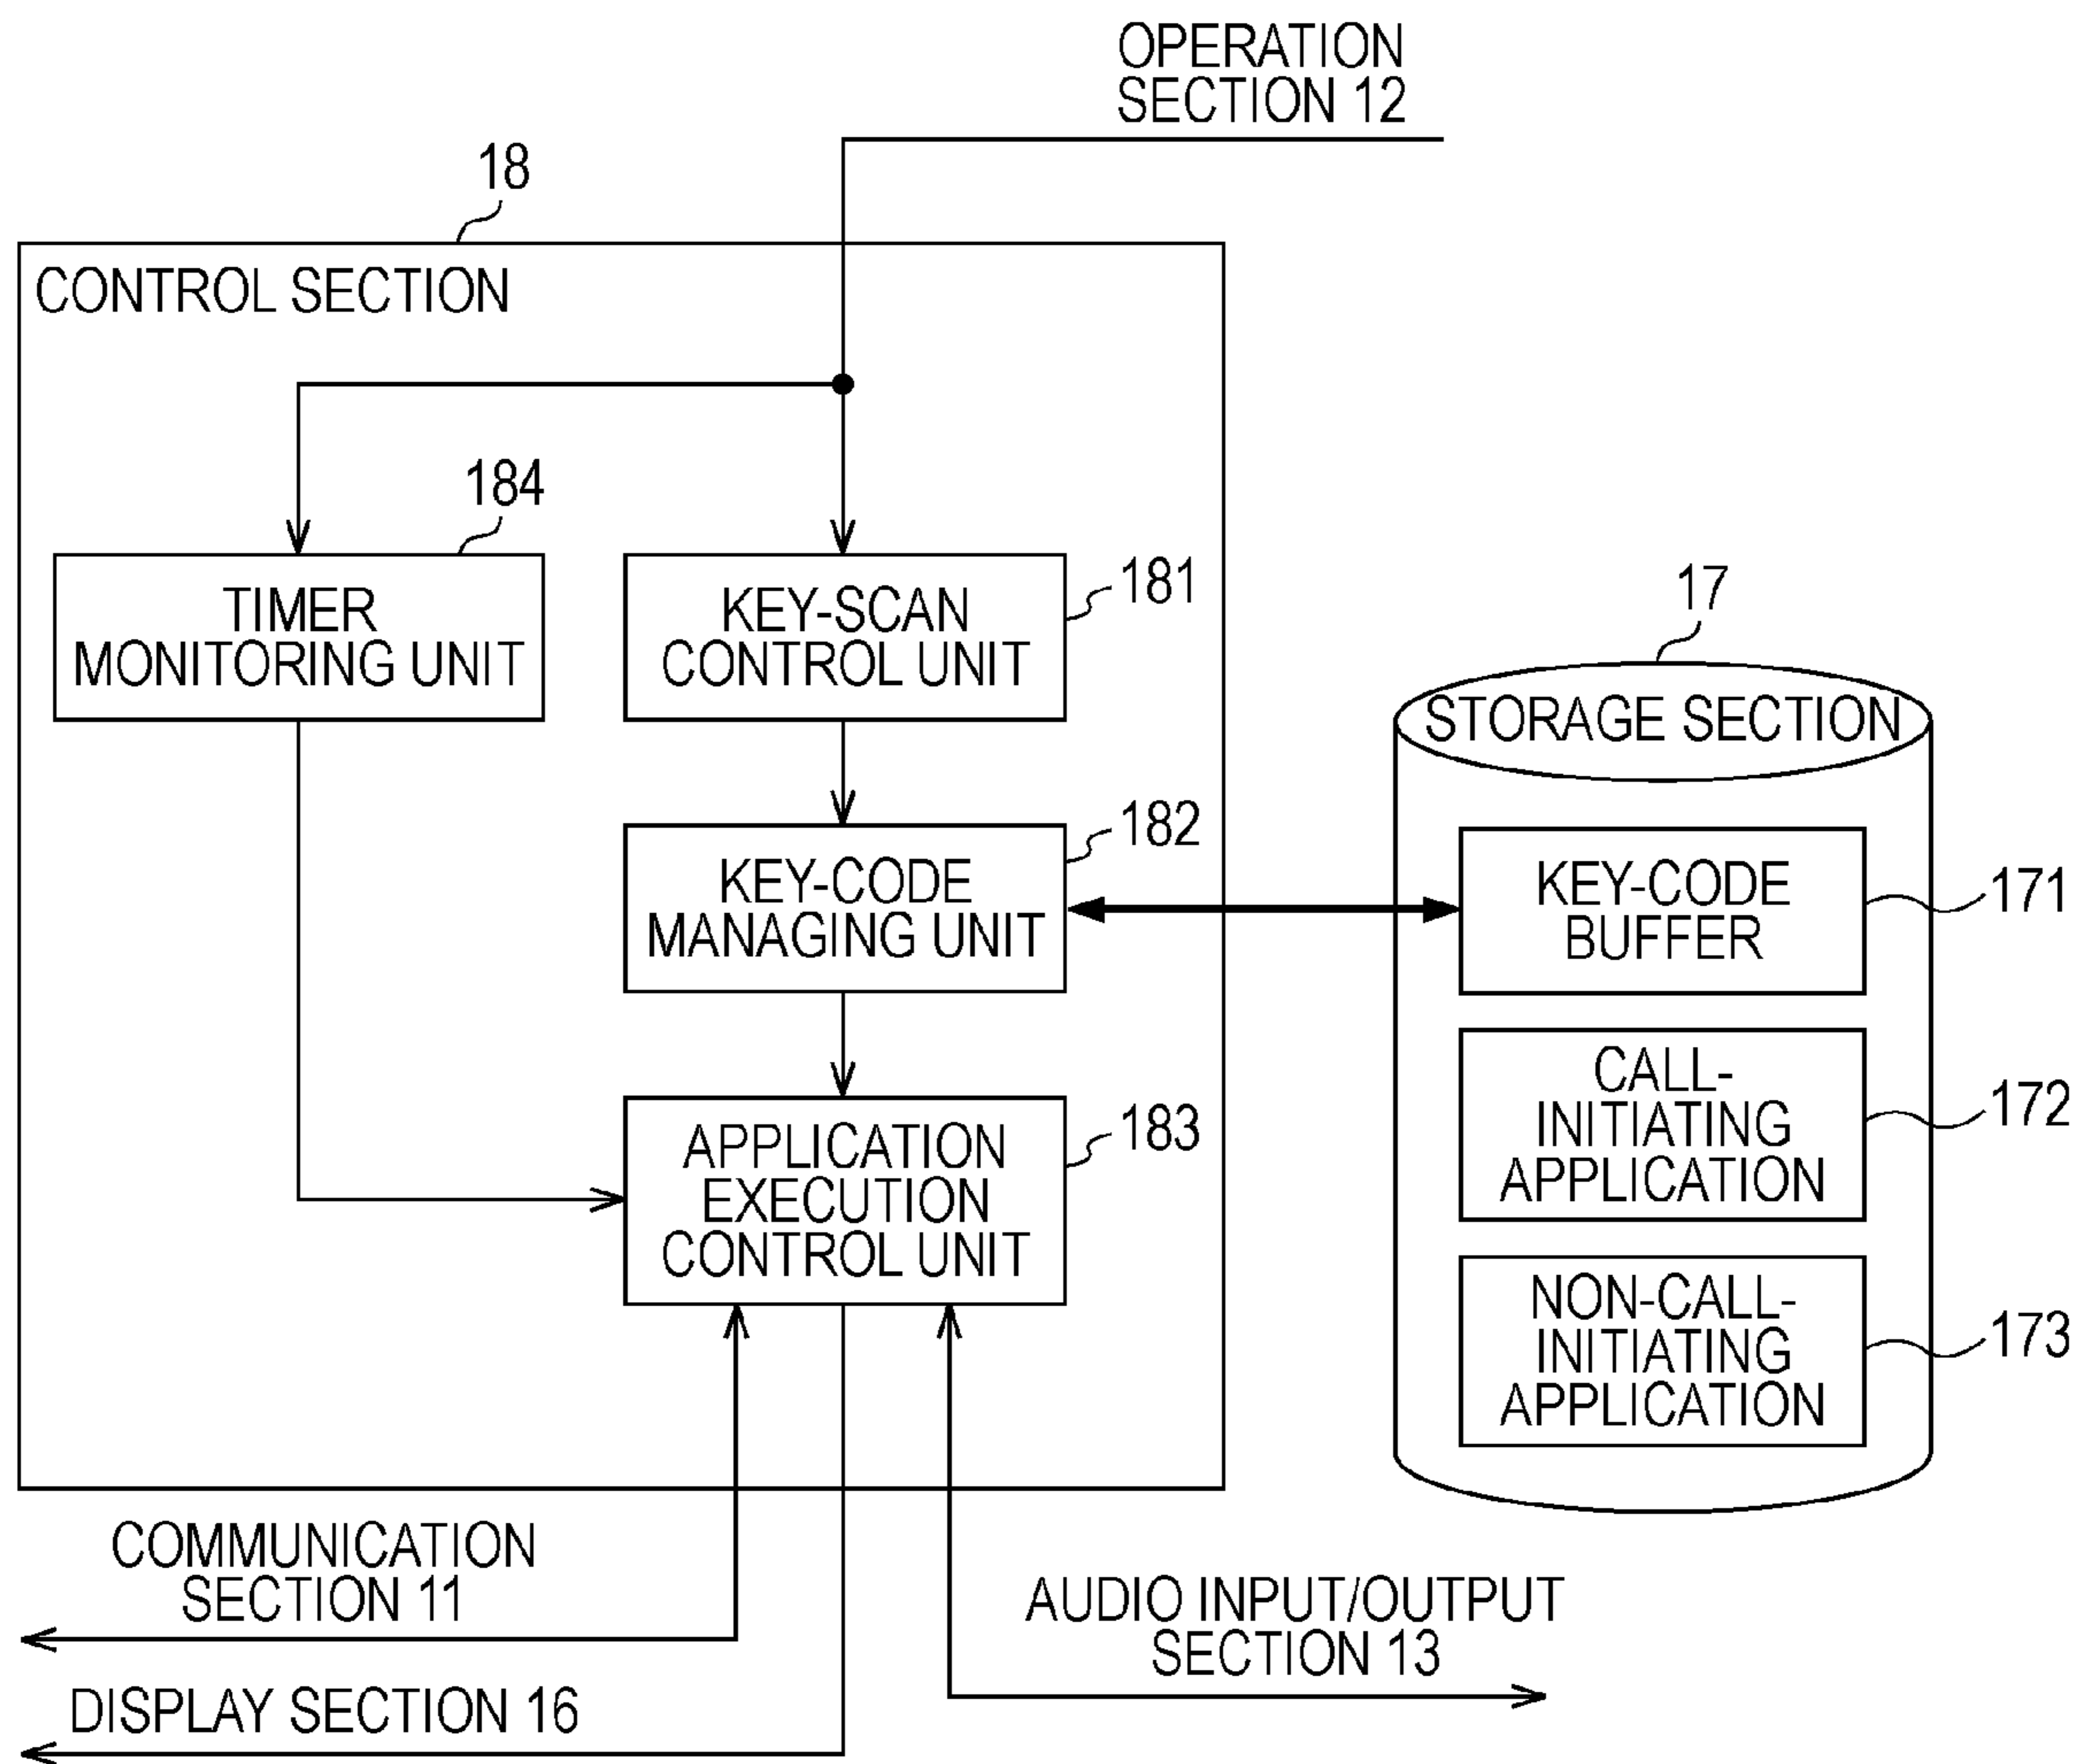 OPERATION
SECTION 12
18
CONTROL SECTION
184
TIMER
MONITORING UNIT
KEY-SCAN
CONTROL UNIT
181
17
STORAGE SECTION
KEY-CODE
MANAGING UNIT
182
KEY-CODE
BUFFER
171
APPLICATION
EXECUTION
CONTROL UNIT
183
CALL-
INITIATING
APPLICATION
172
NON-CALL-
INITIATING
APPLICATION
173
COMMUNICATION
SECTION 11
AUDIO INPUT/OUTPUT
SECTION 13
DISPLAY SECTION 16